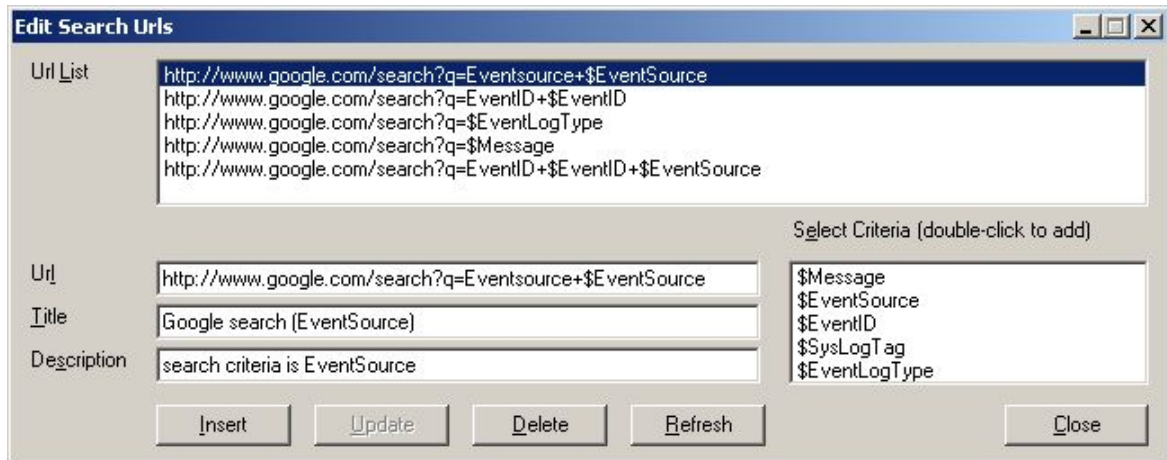 Edit Search Urls
Url List
http://www.google.com/search?q=Eventsource+$EventSource
http://www.google.com/search?q=EventID+$EventID
http://www.google.com/search?q=$EventLogType
http://www.google.com/search?q=$Message
http://www.google.com/search?q=EventID+$EventID+$EventSource
Select Criteria (double-click to add)
Url
http://www.google.com/search?q=Eventsource+$EventSource
Title
Google search (EventSource)
Description
search criteria is EventSource
$Message
$EventSource
$EventID
$SysLogTag
$EventLogType
Insert
Update
Delete
Refresh
Close